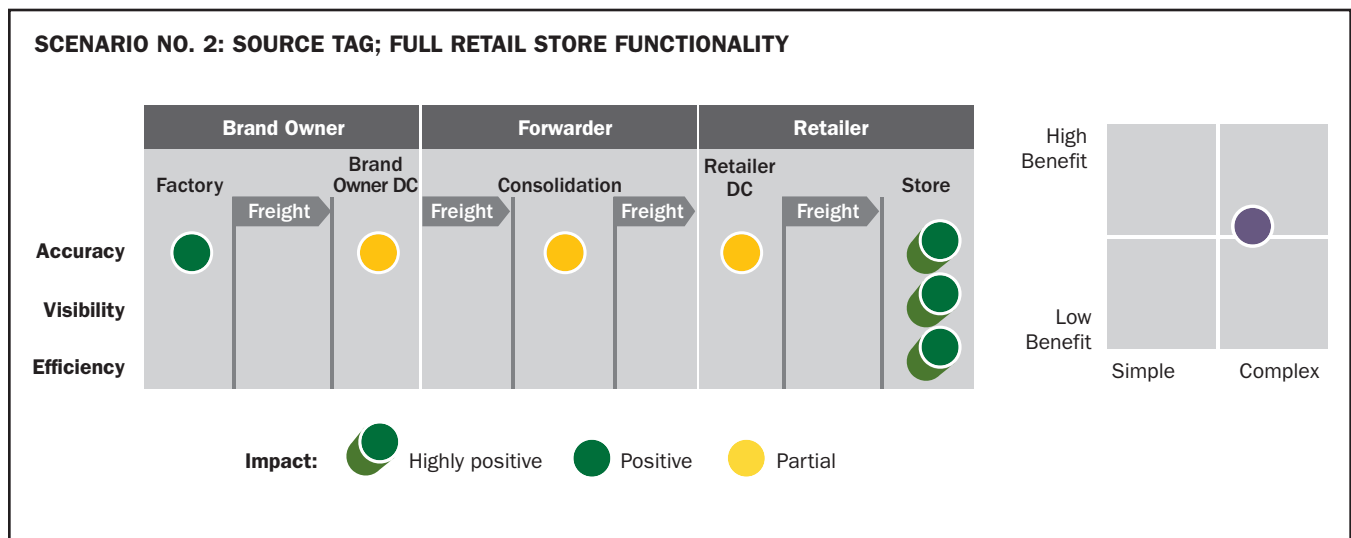 SCENARIO NO. 2: SOURCE TAG; FULL RETAIL STORE FUNCTIONALITY
Brand Owner
Forwarder
Retailer
Factory
Brand
Owner DC
Consolidation
Retailer
DC
Store
Freight
Freight
Freight
Freight
Accuracy
Visibility
Efficiency
High
Benefit
Low
Benefit
Simple
Complex
Impact:
Highly positive
Positive
Partial